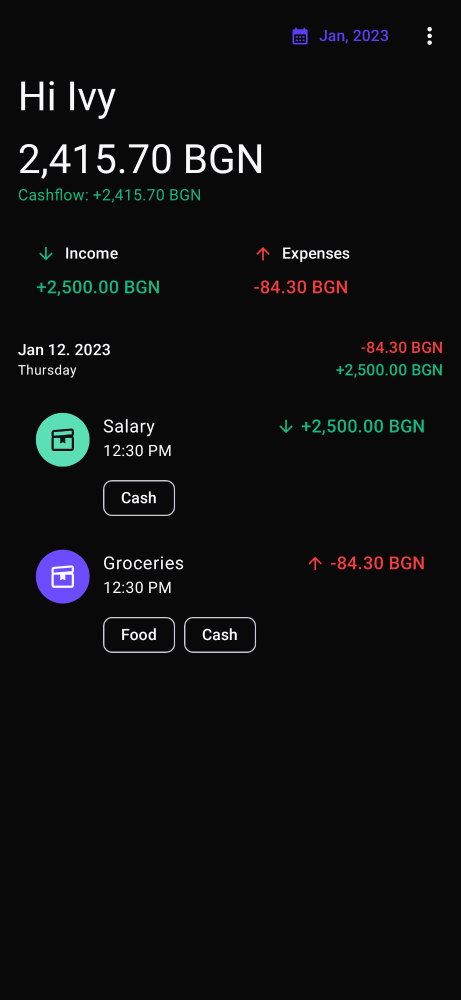 Jan, 2023
Hi Ivy
2,415.70 BGN
Cashflow: +2,415.70 BGN
Income
Expenses
+2,500.00 BGN
-84.30 BGN
Jan 12. 2023
-84.30 BGN
Thursday
+2,500.00 BGN
Salary
+2,500.00 BGN
12:30 PM
Cash
Groceries
-84.30 BGN
12:30 PM
Food
Cash